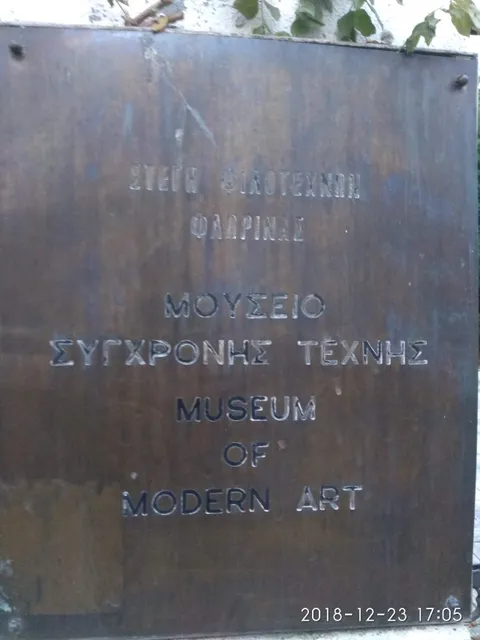 ΣΤΕΓΗ ΦΙΛΟΤΕΧΝΩΝ
ΦΛΩΡΙΝΑΣ
ΜΟΥΣΕΙΟ
ΣΥΓΧΡΟΝΗΣ ΤΕΧΝΗΣ
MUSEUM
OF
MODERN ART
2018-12-23 17:05